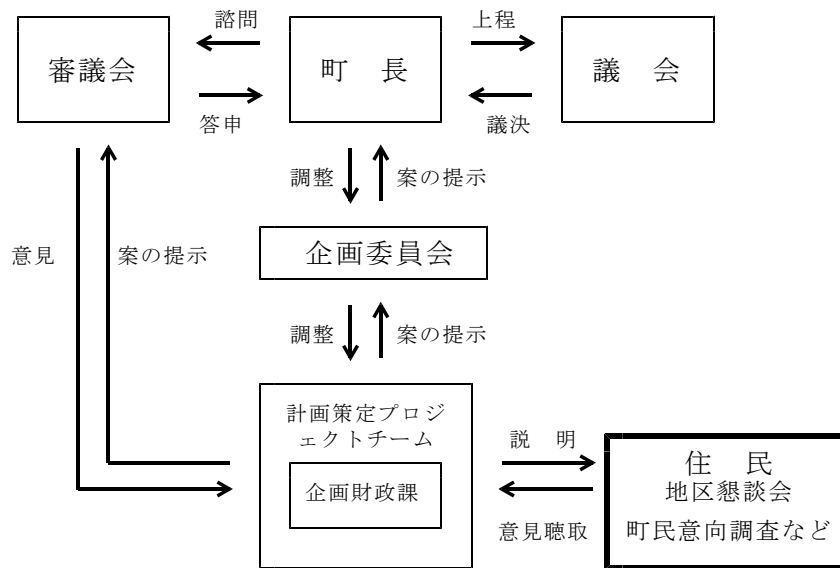 諮問
上程
審議会
町　長
議　会
答申
議決
調整
案の提示
意見
案の提示
企画委員会
調整
案の提示
計画策定プロジ
ェクトチーム
企画財政課
説　明
意見聴取
住　民
地区懇談会
町民意向調査など